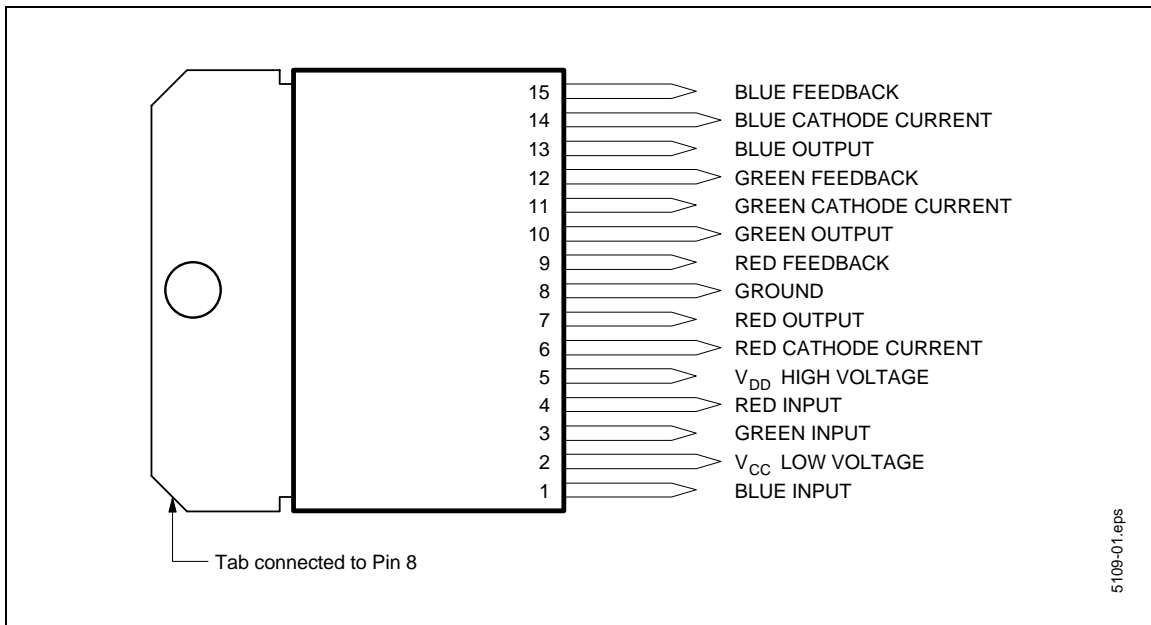 15 BLUE FEEDBACK
14 BLUE CATHODE CURRENT
13 BLUE OUTPUT
12 GREEN FEEDBACK
11 GREEN CATHODE CURRENT
10 GREEN OUTPUT
9 RED FEEDBACK
8 GROUND
7 RED OUTPUT
6 RED CATHODE CURRENT
5 VDD HIGH VOLTAGE
4 RED INPUT
3 GREEN INPUT
2 VCC LOW VOLTAGE
1 BLUE INPUT
Tab connected to Pin 8
5109-01.eps